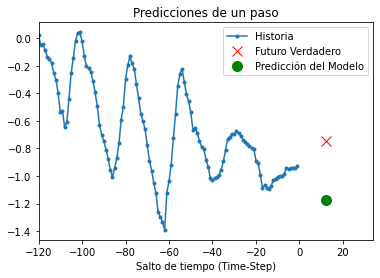 Predicciones de un paso
Historia
Futuro Verdadero
Predicción del Modelo
0.0
−0.2
−0.4
−0.6
−0.8
−1.0
−1.2
−1.4
−120 −100 −80 −60 −40 −20 0 20
Salto de tiempo (Time-Step)